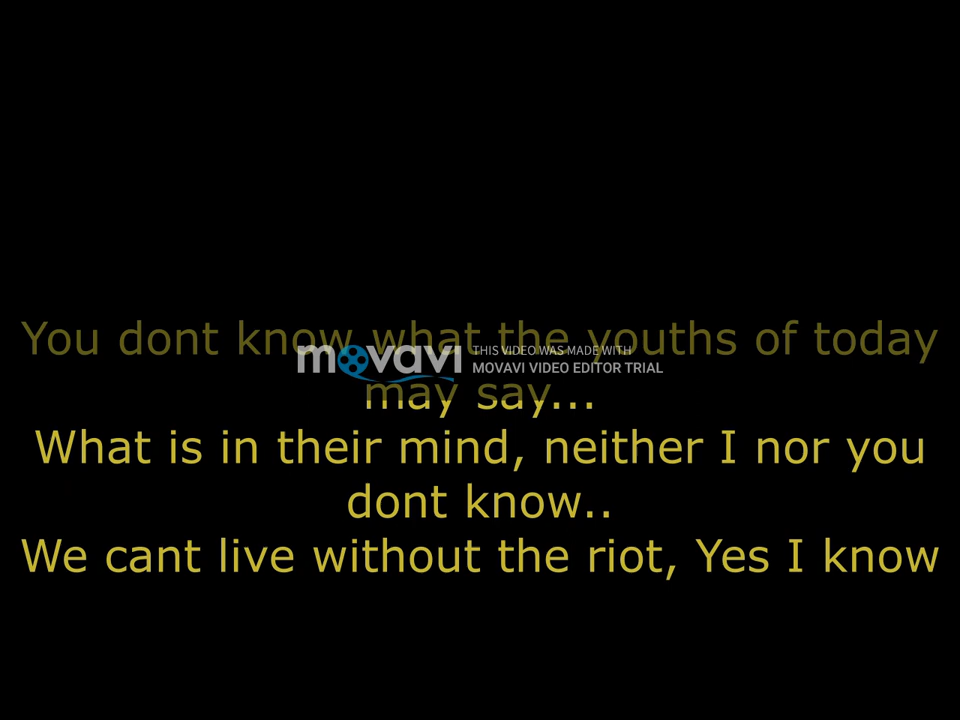 You dont know what the youths of today
movavi THIS VIDEO WAS MADE WITH
MOVAVI VIDEO EDITOR TRIAL
may say...
What is in their mind, neither I nor you
dont know..
We cant live without the riot, Yes I know